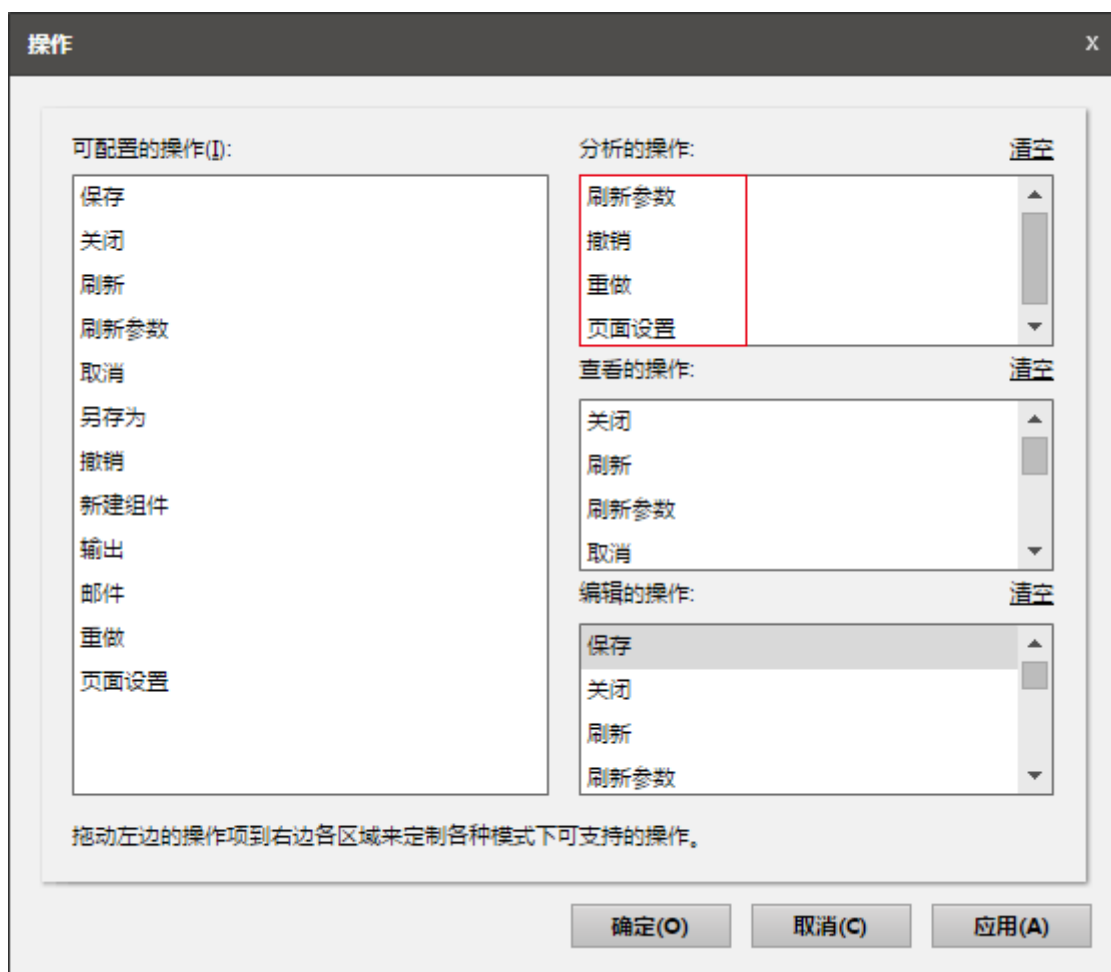 操作
X
可配置的操作(I):
保存
关闭
刷新
刷新参数
取消
另存为
撤销
新建组件
输出
邮件
重做
页面设置
分析的操作:
清空
刷新参数
撤销
重做
页面设置
查看的操作:
清空
关闭
刷新
刷新参数
取消
编辑的操作:
清空
保存
关闭
刷新
刷新参数
拖动左边的操作项到右边各区域来定制各种模式下可支持的操作。
确定(O)
取消(C)
应用(A)